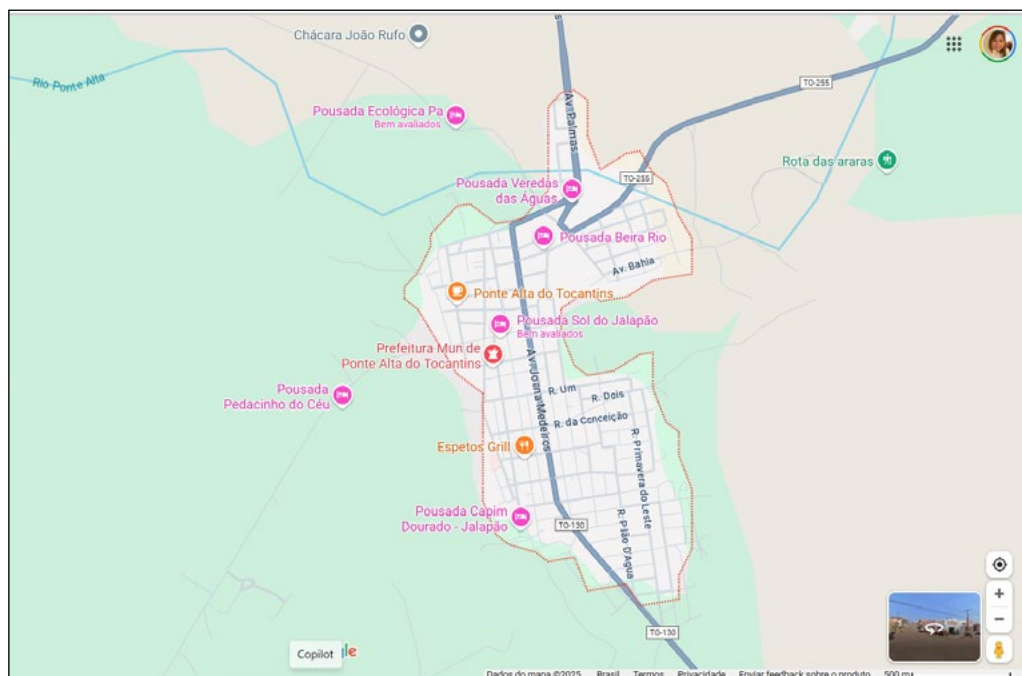 Chácara João Rufo
Rio Ponte Alta
TO-255
Av. Palmas
Pousada Ecológica Pa
Bem avaliados
Rota das araras
TO-255
Pousada Veredas
das Águas
Pousada Beira Rio
Av. Bahia
Ponte Alta do Tocantins
Pousada Sol do Jalapão
Bem avaliados
Prefeitura Mun de
Ponte Alta do Tocantins
Av. Joana Medeiros
Pousada
Pedacinho do Céu
R. Um
R. Dois
R. da Conceição
Espetos Grill
R. Primavera do Leste
Pousada Capim
Dourado - Jalapão
TO-130
R. Pilão D'Agua
TO-130
Copilot
Dados do mapa ©2025 Brasil Termos Privacidade Enviar feedback sobre o produto 500 m